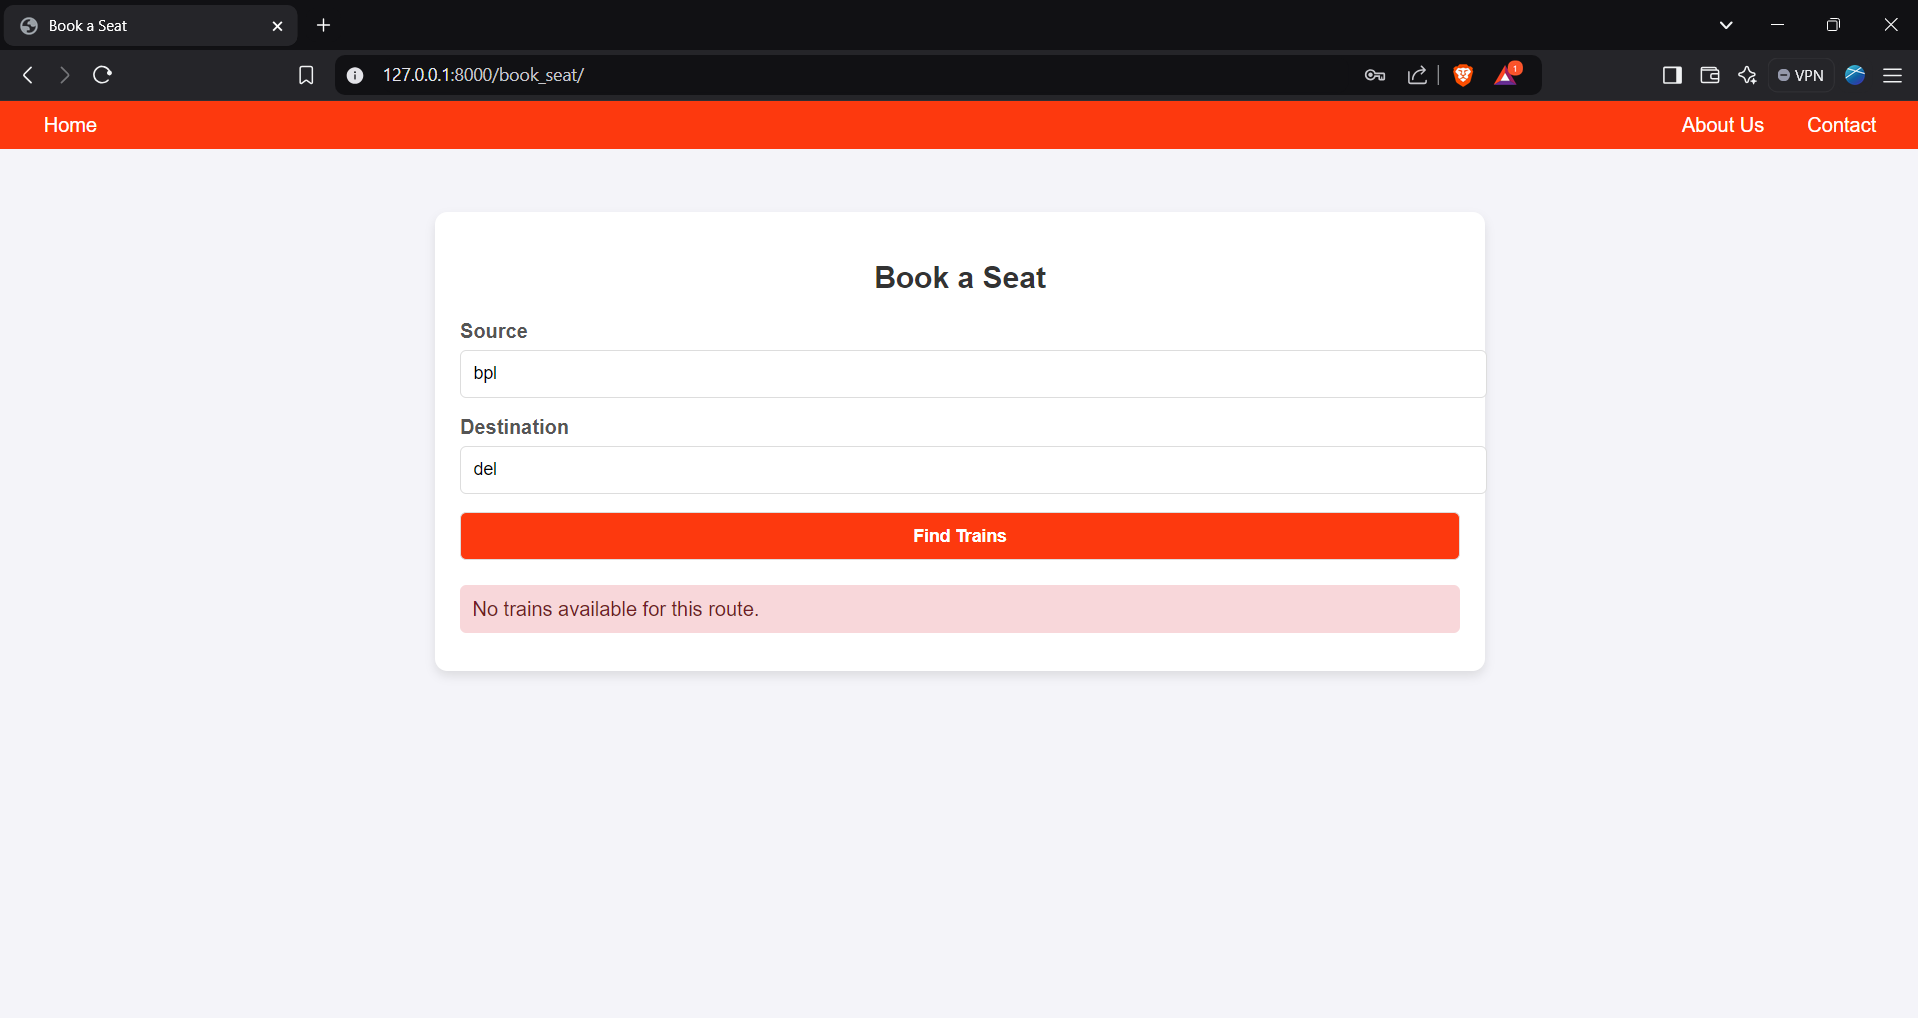 Book a Seat
127.0.0.1:8000/book_seat/
1
VPN
Home
About Us
Contact
Book a Seat
Source
bpl
Destination
del
Find Trains
No trains available for this route.